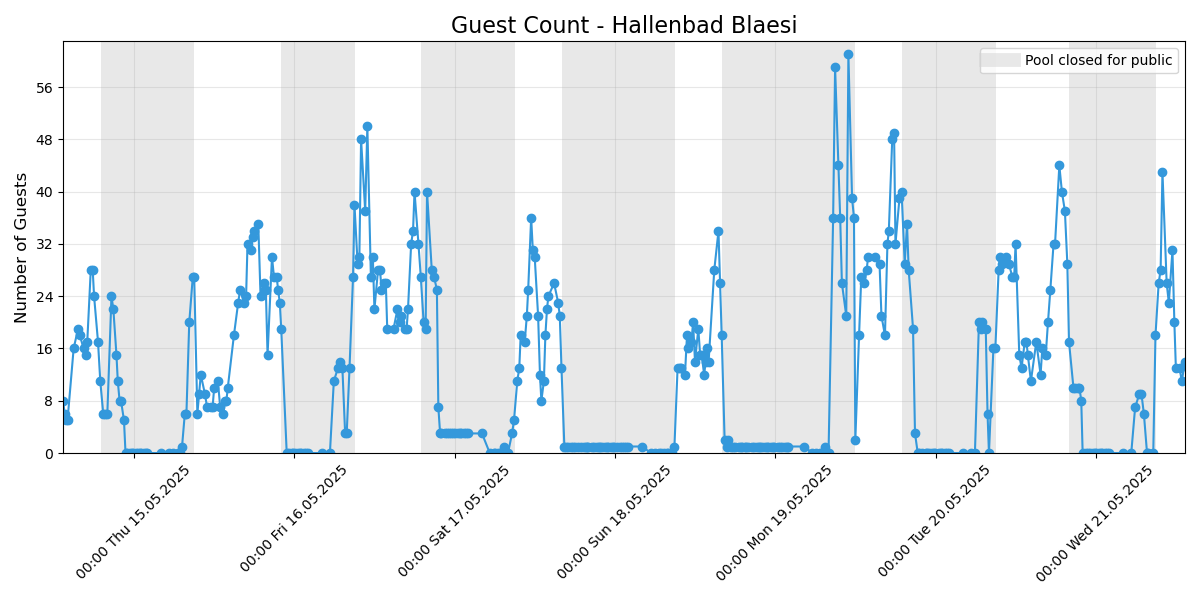 Guest Count - Hallenbad Blaesi
Pool closed for public
Number of Guests
56
48
40
32
24
16
8
0
00:00 Thu 15.05.2025
00:00 Fri 16.05.2025
00:00 Sat 17.05.2025
00:00 Sun 18.05.2025
00:00 Mon 19.05.2025
00:00 Tue 20.05.2025
00:00 Wed 21.05.2025